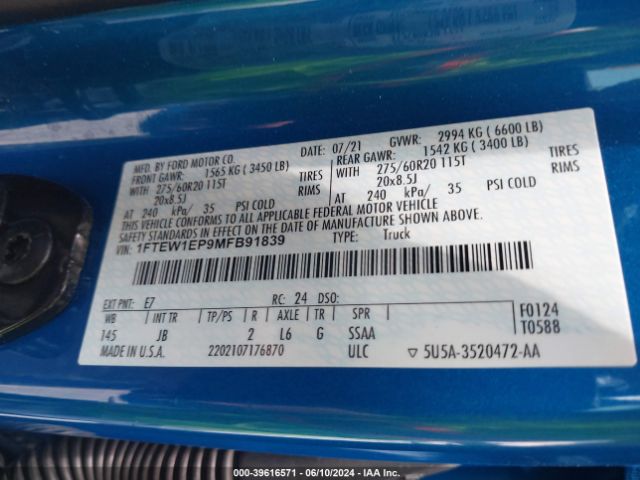 MFD. BY FORD MOTOR CO.
DATE: 07/21
GVWR: 2994 KG ( 6600 LB)
FRONT GAWR: 1565 KG ( 3450 LB)
REAR GAWR: 1542 KG ( 3400 LB)
WITH 275/60R20 115T TIRES
WITH 275/60R20 115T TIRES
20x8.5J RIMS
20x8.5J RIMS
AT 240 kPa/ 35 PSI COLD
AT 240 kPa/ 35 PSI COLD
THIS VEHICLE CONFORMS TO ALL APPLICABLE FEDERAL MOTOR VEHICLE
SAFETY STANDARDS IN EFFECT ON THE DATE OF MANUFACTURE SHOWN ABOVE.
VIN: 1FTEW1EP9MFB91839
TYPE: Truck
EXT PNT: E7 RC: 24 DSO:
WB INT TR TP/PS R AXLE TR SPR
F0124
145 JB 2 L6 G SSAA
T0588
MADE IN U.S.A. 2202107176870 ULC ▽ 5U5A-3520472-AA
000-39616571 - 06/10/2024 - IAA Inc.